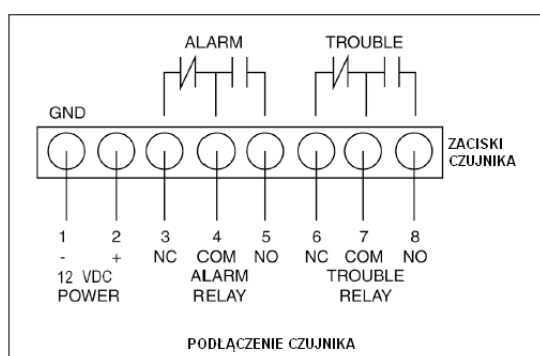 ALARM TROUBLE
GND
ZACISKI
CZUJNIKA
1 2 3 4 5 6 7 8
- + NC COM NO NC COM NO
12 VDC ALARM TROUBLE
POWER RELAY RELAY
PODŁĄCZENIE CZUJNIKA